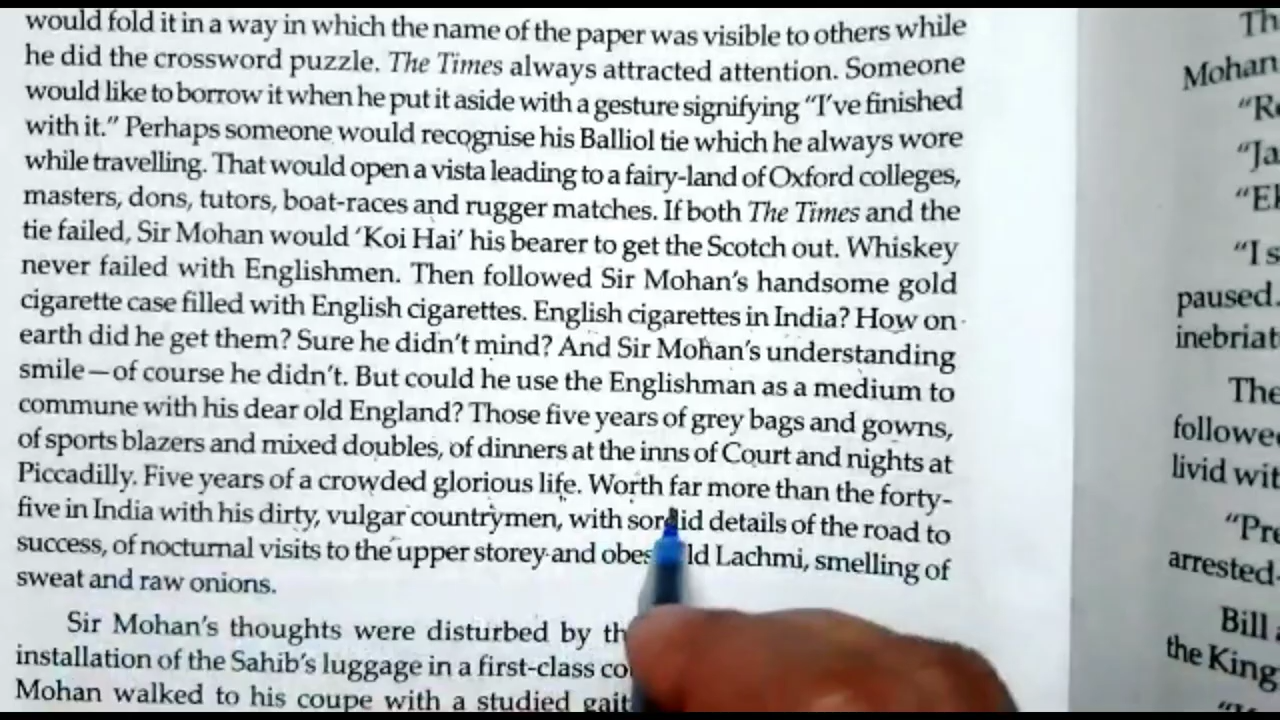 would fold it in a way in which the name of the paper was visible to others while
he did the crossword puzzle. The Times always attracted attention. Someone
would like to borrow it when he put it aside with a gesture signifying "I've finished
with it." Perhaps someone would recognise his Balliol tie which he always wore
while travelling. That would open a vista leading to a fairy-land of Oxford colleges,
masters, dons, tutors, boat-races and rugger matches. If both The Times and the
tie failed, Sir Mohan would 'Koi Hai' his bearer to get the Scotch out. Whiskey
never failed with Englishmen. Then followed Sir Mohan's handsome gold
cigarette case filled with English cigarettes. English cigarettes in India? How on
earth did he get them? Sure he didn't mind? And Sir Mohan's understanding
smile—of course he didn't. But could he use the Englishman as a medium to
commune with his dear old England? Those five years of grey bags and gowns,
of sports blazers and mixed doubles, of dinners at the inns of Court and nights at
Piccadilly. Five years of a crowded glorious life. Worth far more than the forty-
five in India with his dirty, vulgar countrymen, with details of the road to
success, of nocturnal visits to the upper storey and Lachmi, smelling of
sweat and raw onions.
Sir Mohan's thoughts were disturbed by
installation of the Sahib's luggage in a first-class
Mohan walked to his coupe with a studied gait
Mohan
"I
paused.
The
livid
arrested
Bill
the King